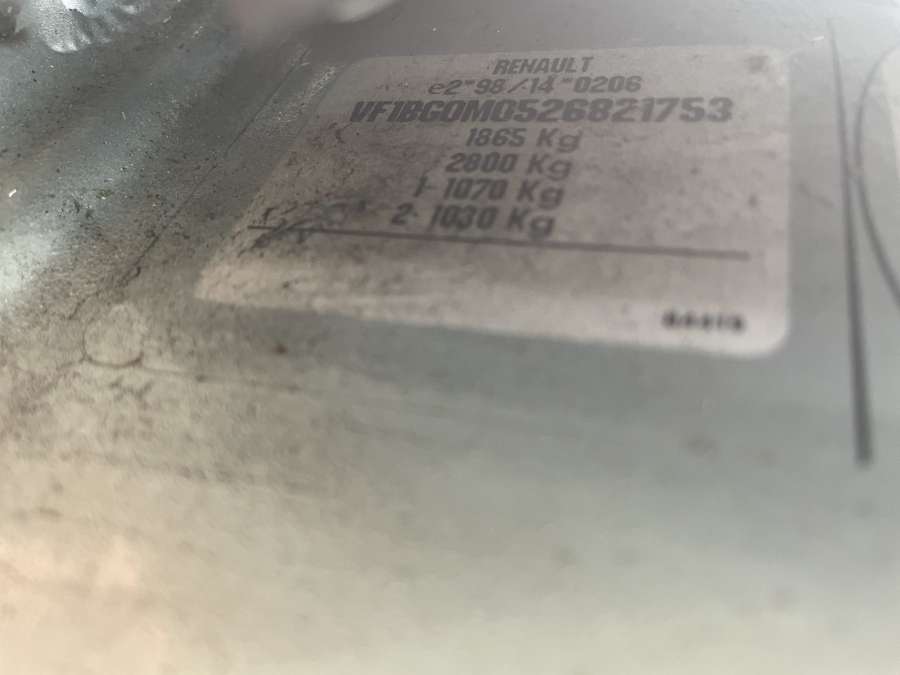 RENAULT
e2*98/14*0206
VF1BG0M0526821753
1865 Kg
2800 Kg
1- 1070 Kg
2- 1030 Kg